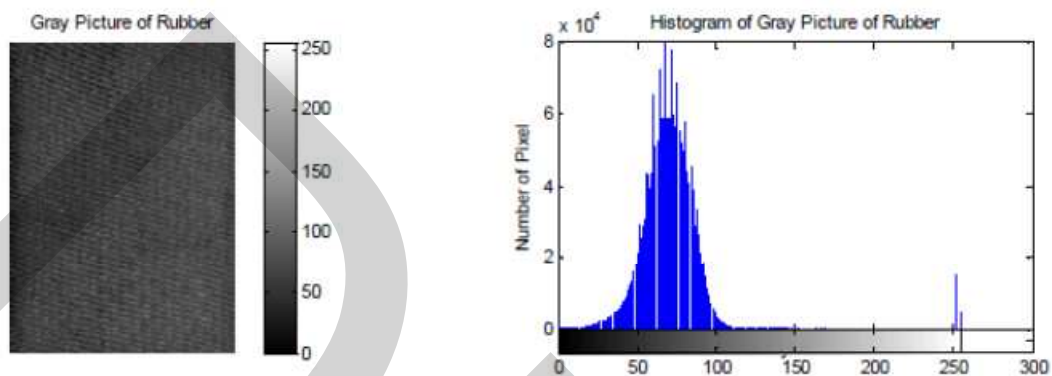 Gray Picture of Rubber
250
200
150
100
50
0
Histogram of Gray Picture of Rubber
x 10^4
8
6
4
2
0
Number of Pixel
0 50 100 150 200 250 300